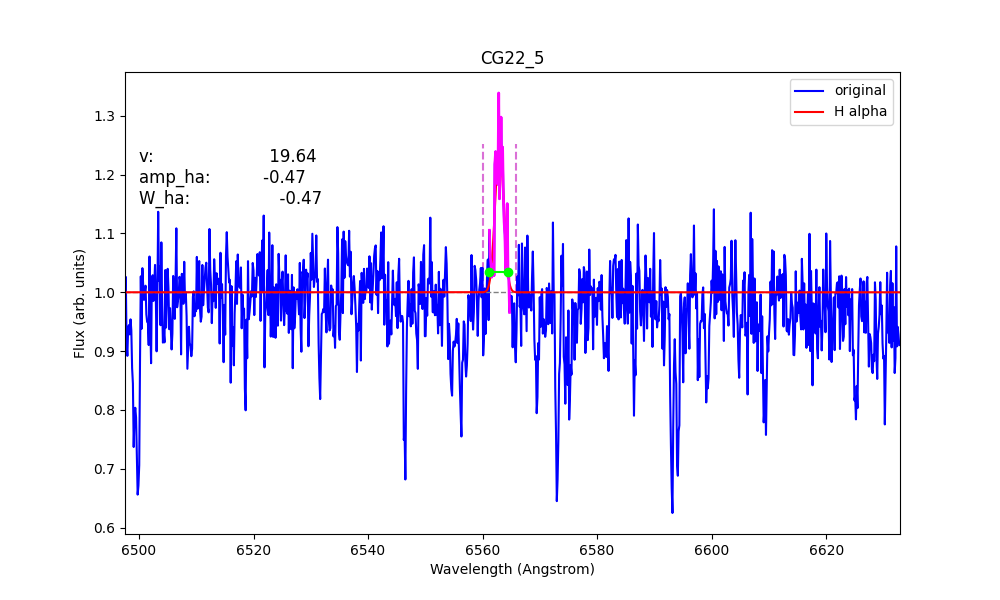 CG22_5
original
H alpha
v: 19.64
amp_ha: -0.47
W_ha: -0.47
Flux (arb. units)
1.3
1.2
1.1
1.0
0.9
0.8
0.7
0.6
6500 6520 6540 6560 6580 6600 6620
Wavelength (Angstrom)